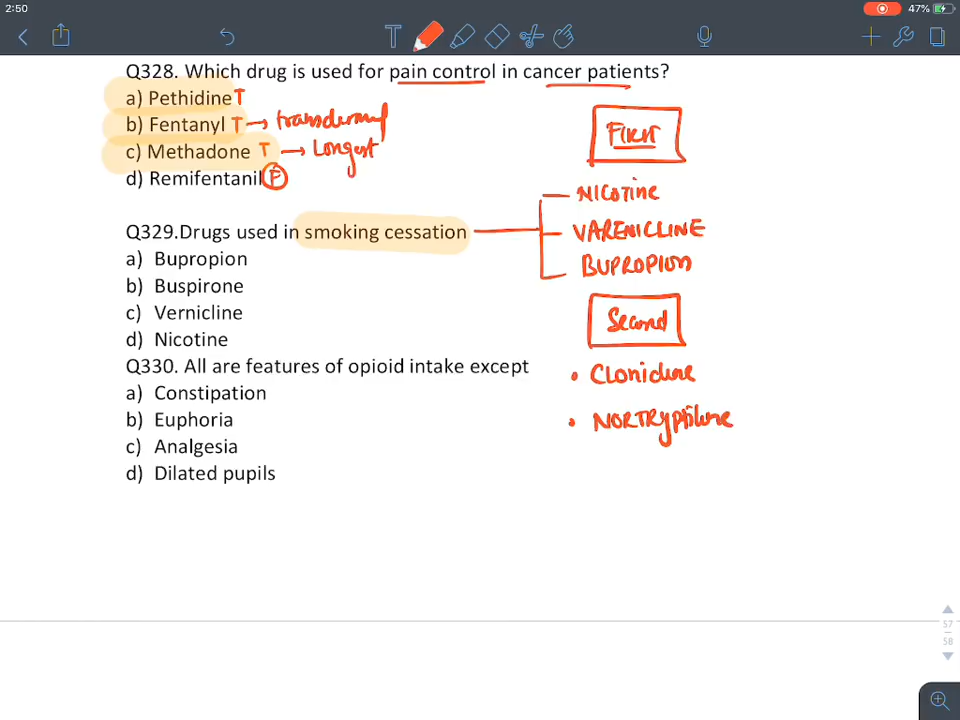 2:50
47%
T
Q328. Which drug is used for pain control in cancer patients?
a) Pethidine T
b) Fentanyl T → transdermal
c) Methadone T → Longest
d) Remifentanil F
FIRST
NICOTINE
Q329.Drugs used in smoking cessation
VARENICLINE
a) Bupropion
BUPROPION
b) Buspirone
c) Vernicline
Second
d) Nicotine
Q330. All are features of opioid intake except
• Clonidine
a) Constipation
b) Euphoria
• NORTRyptiline
c) Analgesia
d) Dilated pupils
57
58